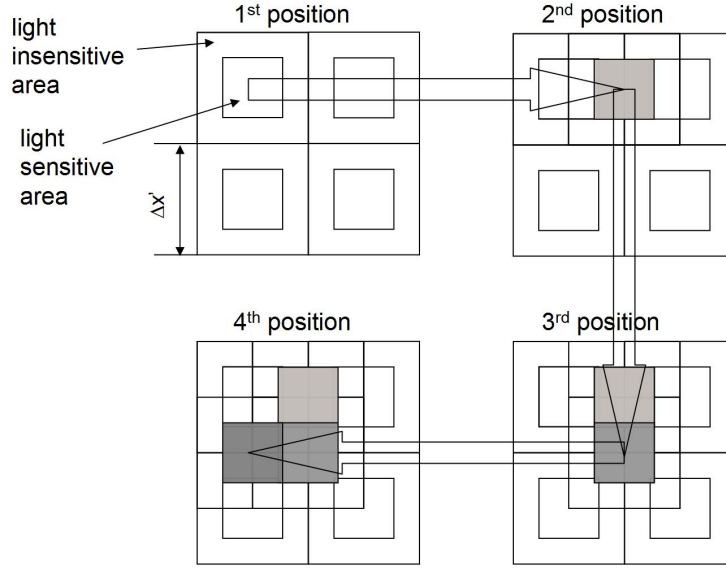 1st position
2nd position
light
insensitive
area
light
sensitive
area
Δx'
4th position
3rd position